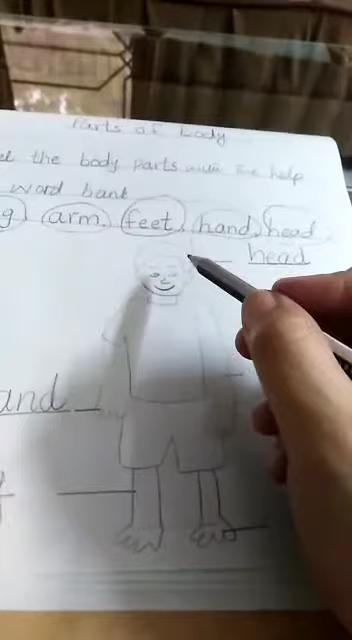 Parts of body
the body parts with the help
word bank
g arm feet hand head
head
and